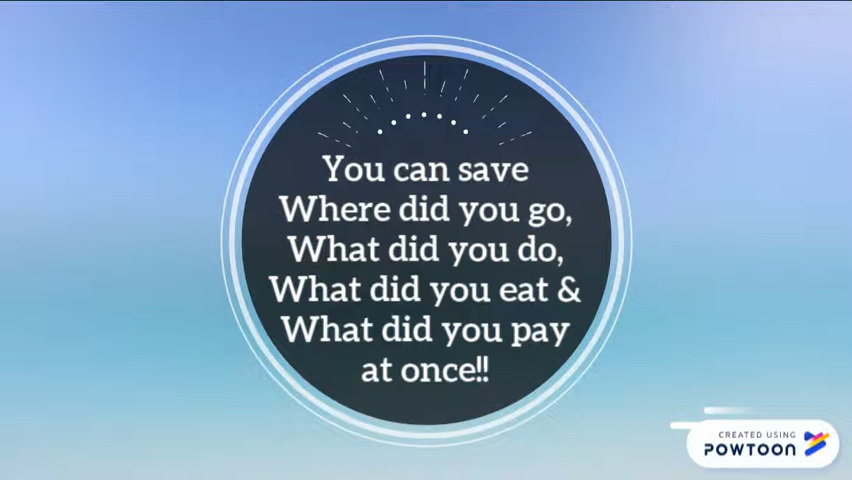 You can save
Where did you go,
What did you do,
What did you eat &
What did you pay
at once!!
CREATED USING
POWTOON